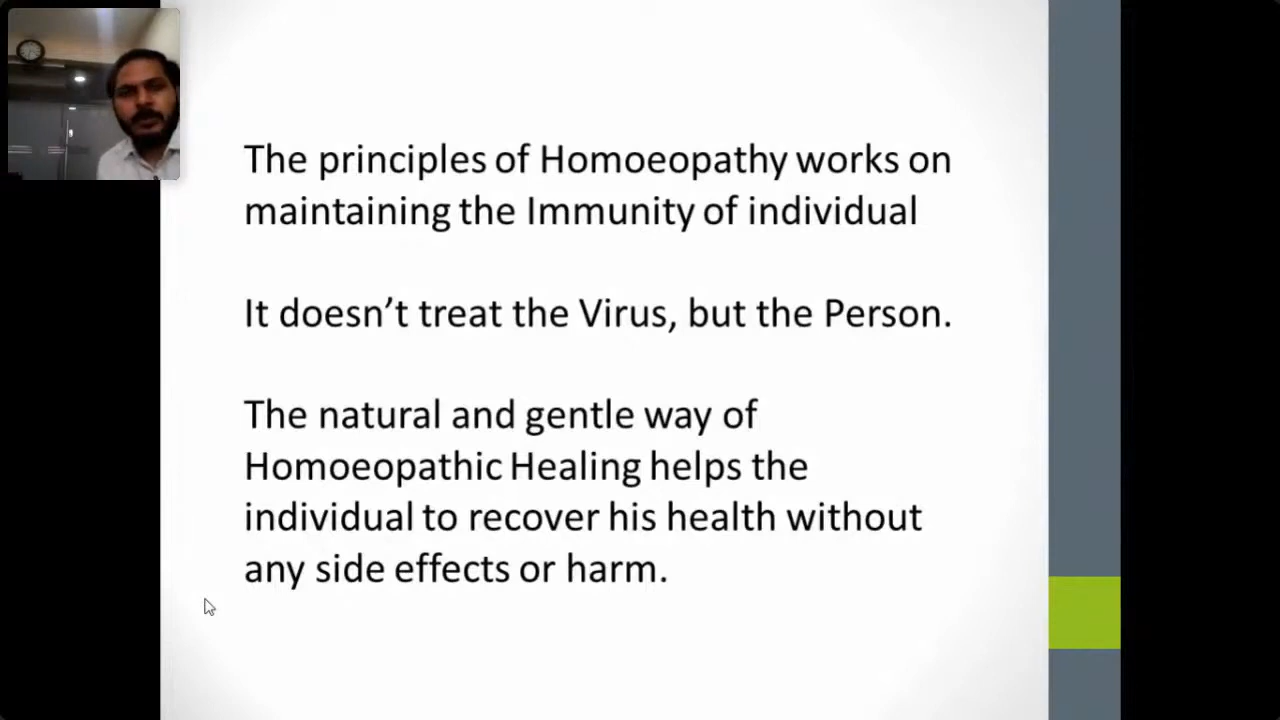 The principles of Homoeopathy works on
maintaining the Immunity of individual
It doesn’t treat the Virus, but the Person.
The natural and gentle way of
Homoeopathic Healing helps the
individual to recover his health without
any side effects or harm.